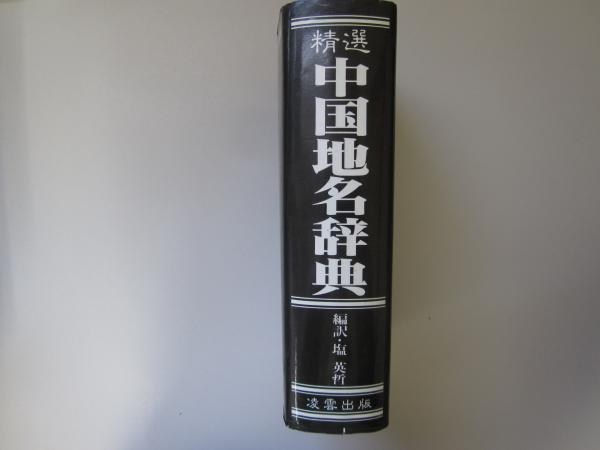 精選
中国地名辞典
編訳・塩 英哲
凌雲出版